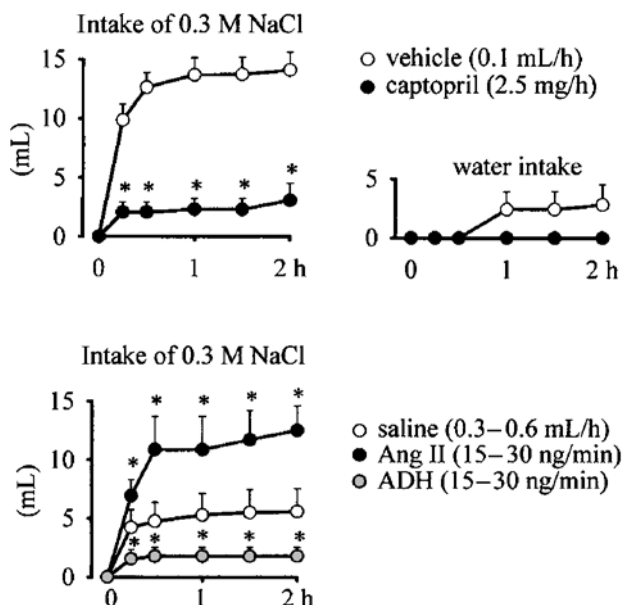 Intake of 0.3 M NaCl
vehicle (0.1 mL/h)
captopril (2.5 mg/h)
15
10
5
0
(mL)
* * * * *
0 1 2 h
water intake
5
0
0 1 2 h
Intake of 0.3 M NaCl
saline (0.3–0.6 mL/h)
Ang II (15–30 ng/min)
ADH (15–30 ng/min)
15
10
5
0
(mL)
* * * * *
* * * * *
0 1 2 h